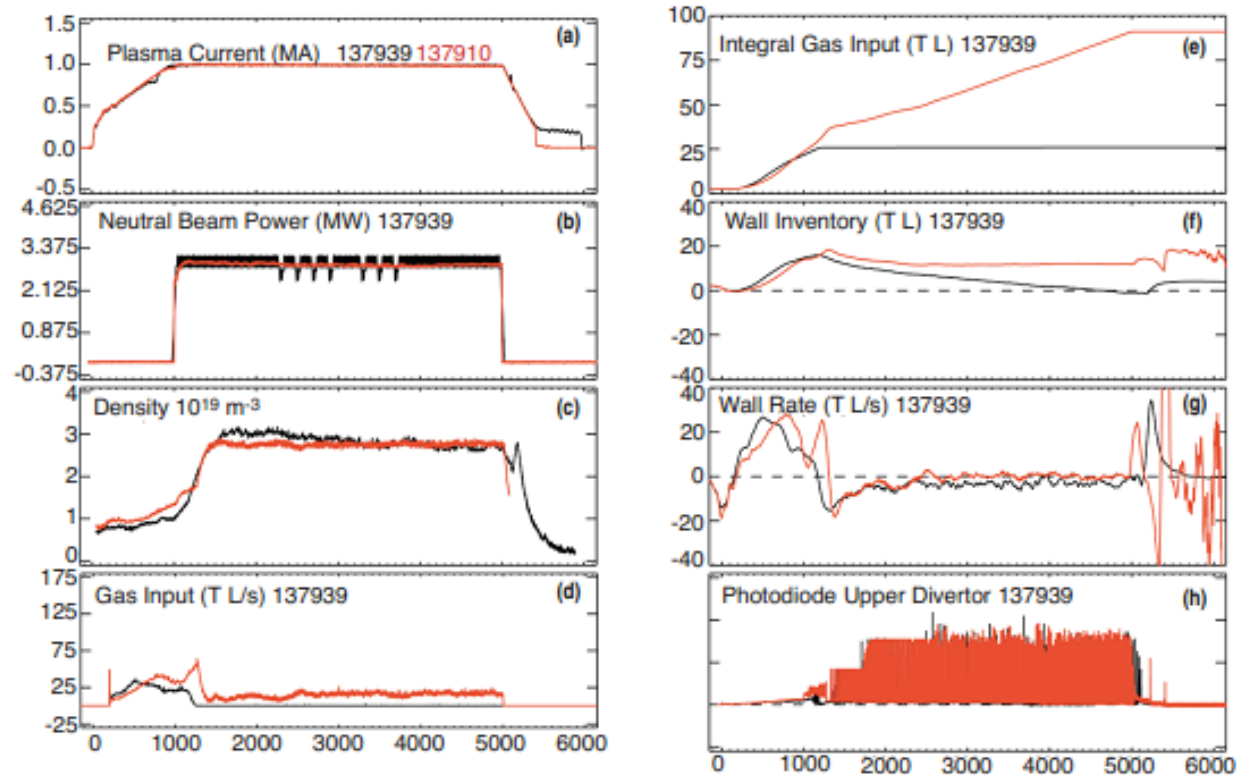 1.5
1.0
0.5
0.0
-0.5
Plasma Current (MA) 137939 137910
(a)
4.625
3.375
2.125
0.875
-0.375
Neutral Beam Power (MW) 137939
(b)
4
3
2
1
0
Density 10¹⁹ m⁻³
(c)
175
125
75
25
-25
Gas Input (T L/s) 137939
(d)
0 1000 2000 3000 4000 5000 6000
100
75
50
25
0
Integral Gas Input (T L) 137939
(e)
40
20
0
-20
-40
Wall Inventory (T L) 137939
(f)
40
20
0
-20
-40
Wall Rate (T L/s) 137939
(g)
Photodiode Upper Divertor 137939
(h)
0 1000 2000 3000 4000 5000 6000